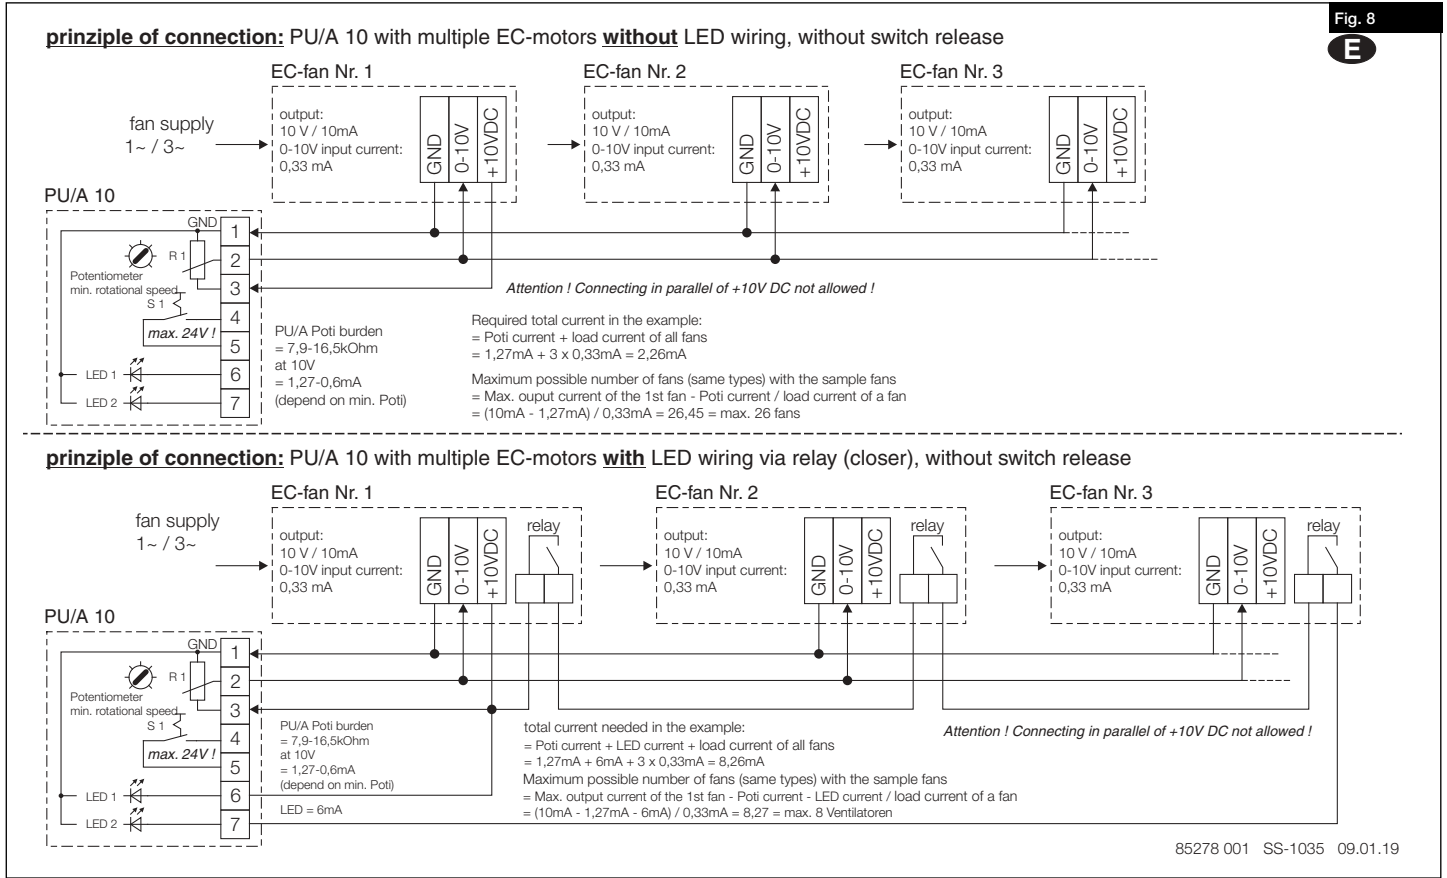 Fig. 8
E
prinziple of connection: PU/A 10 with multiple EC-motors without LED wiring, without switch release
EC-fan Nr. 1
EC-fan Nr. 2
EC-fan Nr. 3
fan supply
1~ / 3~
output:
10 V / 10mA
0-10V input current:
0,33 mA
GND
0-10V
+10VDC
output:
10 V / 10mA
0-10V input current:
0,33 mA
GND
0-10V
+10VDC
output:
10 V / 10mA
0-10V input current:
0,33 mA
GND
0-10V
+10VDC
PU/A 10
GND
1
R 1
2
Potentiometer
min. rotational speed
3
S 1
4
max. 24V !
5
LED 1
6
LED 2
7
Attention ! Connecting in parallel of +10V DC not allowed !
PU/A Poti burden
= 7,9-16,5kOhm
at 10V
= 1,27-0,6mA
(depend on min. Poti)
Required total current in the example:
= Poti current + load current of all fans
= 1,27mA + 3 x 0,33mA = 2,26mA
Maximum possible number of fans (same types) with the sample fans
= Max. ouput current of the 1st fan - Poti current / load current of a fan
= (10mA - 1,27mA) / 0,33mA = 26,45 = max. 26 fans
prinziple of connection: PU/A 10 with multiple EC-motors with LED wiring via relay (closer), without switch release
EC-fan Nr. 1
EC-fan Nr. 2
EC-fan Nr. 3
fan supply
1~ / 3~
output:
10 V / 10mA
0-10V input current:
0,33 mA
GND
0-10V
+10VDC
relay
output:
10 V / 10mA
0-10V input current:
0,33 mA
GND
0-10V
+10VDC
relay
output:
10 V / 10mA
0-10V input current:
0,33 mA
GND
0-10V
+10VDC
relay
PU/A 10
GND
1
R 1
2
Potentiometer
min. rotational speed
3
S 1
4
max. 24V !
5
LED 1
6
LED 2
7
PU/A Poti burden
= 7,9-16,5kOhm
at 10V
= 1,27-0,6mA
(depend on min. Poti)
LED = 6mA
total current needed in the example:
= Poti current + LED current + load current of all fans
= 1,27mA + 6mA + 3 x 0,33mA = 8,26mA
Maximum possible number of fans (same types) with the sample fans
= Max. output current of the 1st fan - Poti current - LED current / load current of a fan
= (10mA - 1,27mA - 6mA) / 0,33mA = 8,27 = max. 8 Ventilatoren
Attention ! Connecting in parallel of +10V DC not allowed !
85278 001 SS-1035 09.01.19